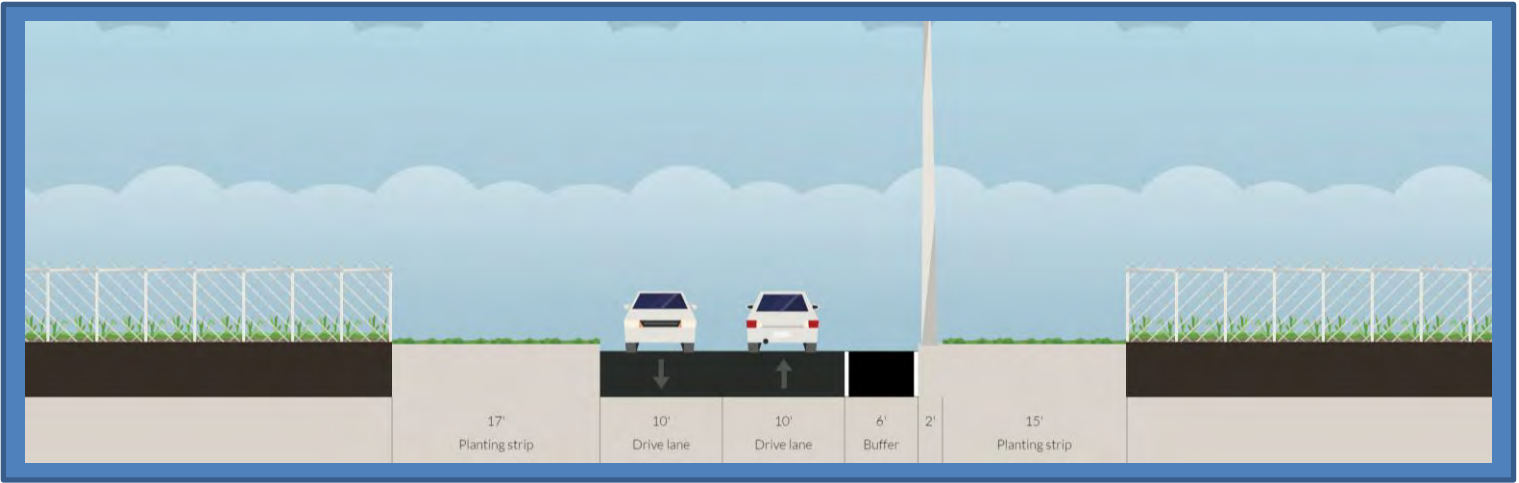 17' 10' 10' 6' 2' 15'
Planting strip Drive lane Drive lane Buffer Planting strip